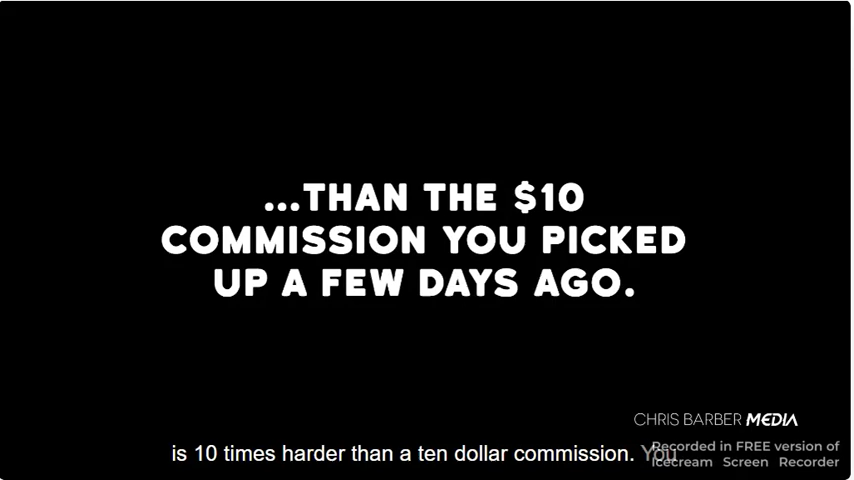 ...THAN THE $10
COMMISSION YOU PICKED
UP A FEW DAYS AGO.
CHRIS BARBER MEDIA
is 10 times harder than a ten dollar commission. You
Recorded in FREE version of
Icecream Screen Recorder